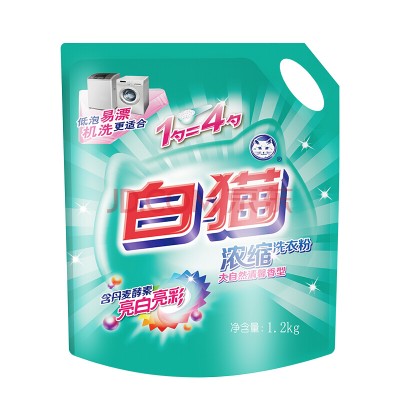 低泡易漂
机洗更适合
1勺=4勺
白猫
浓缩洗衣粉
大自然清馨香型
含丹麦酵素
亮白亮彩
净含量:1.2kg